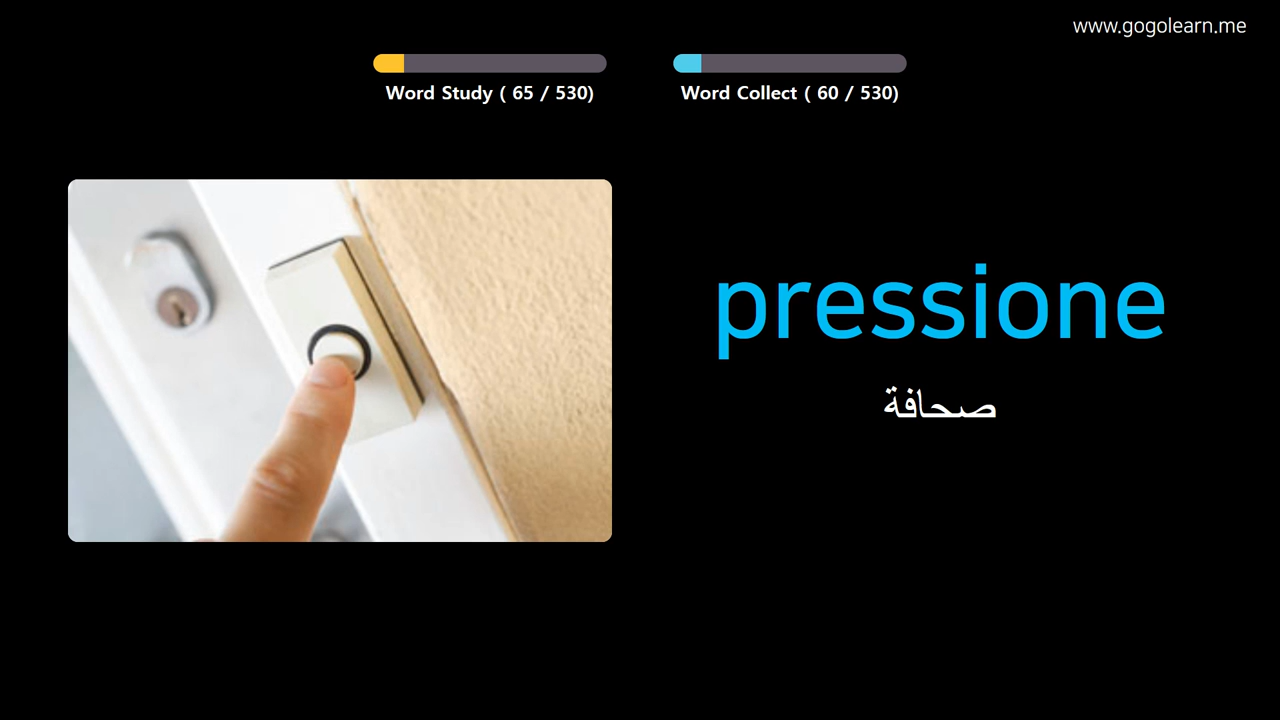 www.gogolearn.me
Word Study ( 65 / 530)
Word Collect ( 60 / 530)
pressione
صحافة